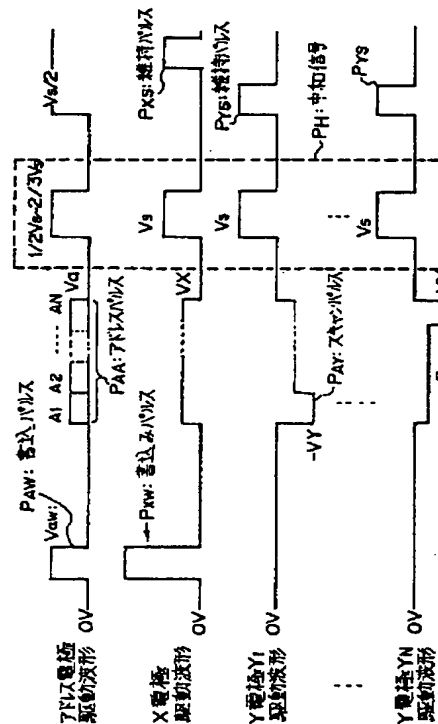 PAW: 書込パルス
Vaw:
A1 A2 ---- AN
Va
PAA: アドレスパルス
1/2Vs~2/3Vs
Vs/2
アドレス電極
駆動波形
0V
PXW: 書込みパルス
VX
Vs
PXS: 維持パルス
X電極
駆動波形
0V
-VY
PAY: スキャンパルス
Vs
PYS: 維持パルス
Y電極Y1
駆動波形
0V
PH: 中和信号
Vs
PYS
Y電極YN
駆動波形
0V